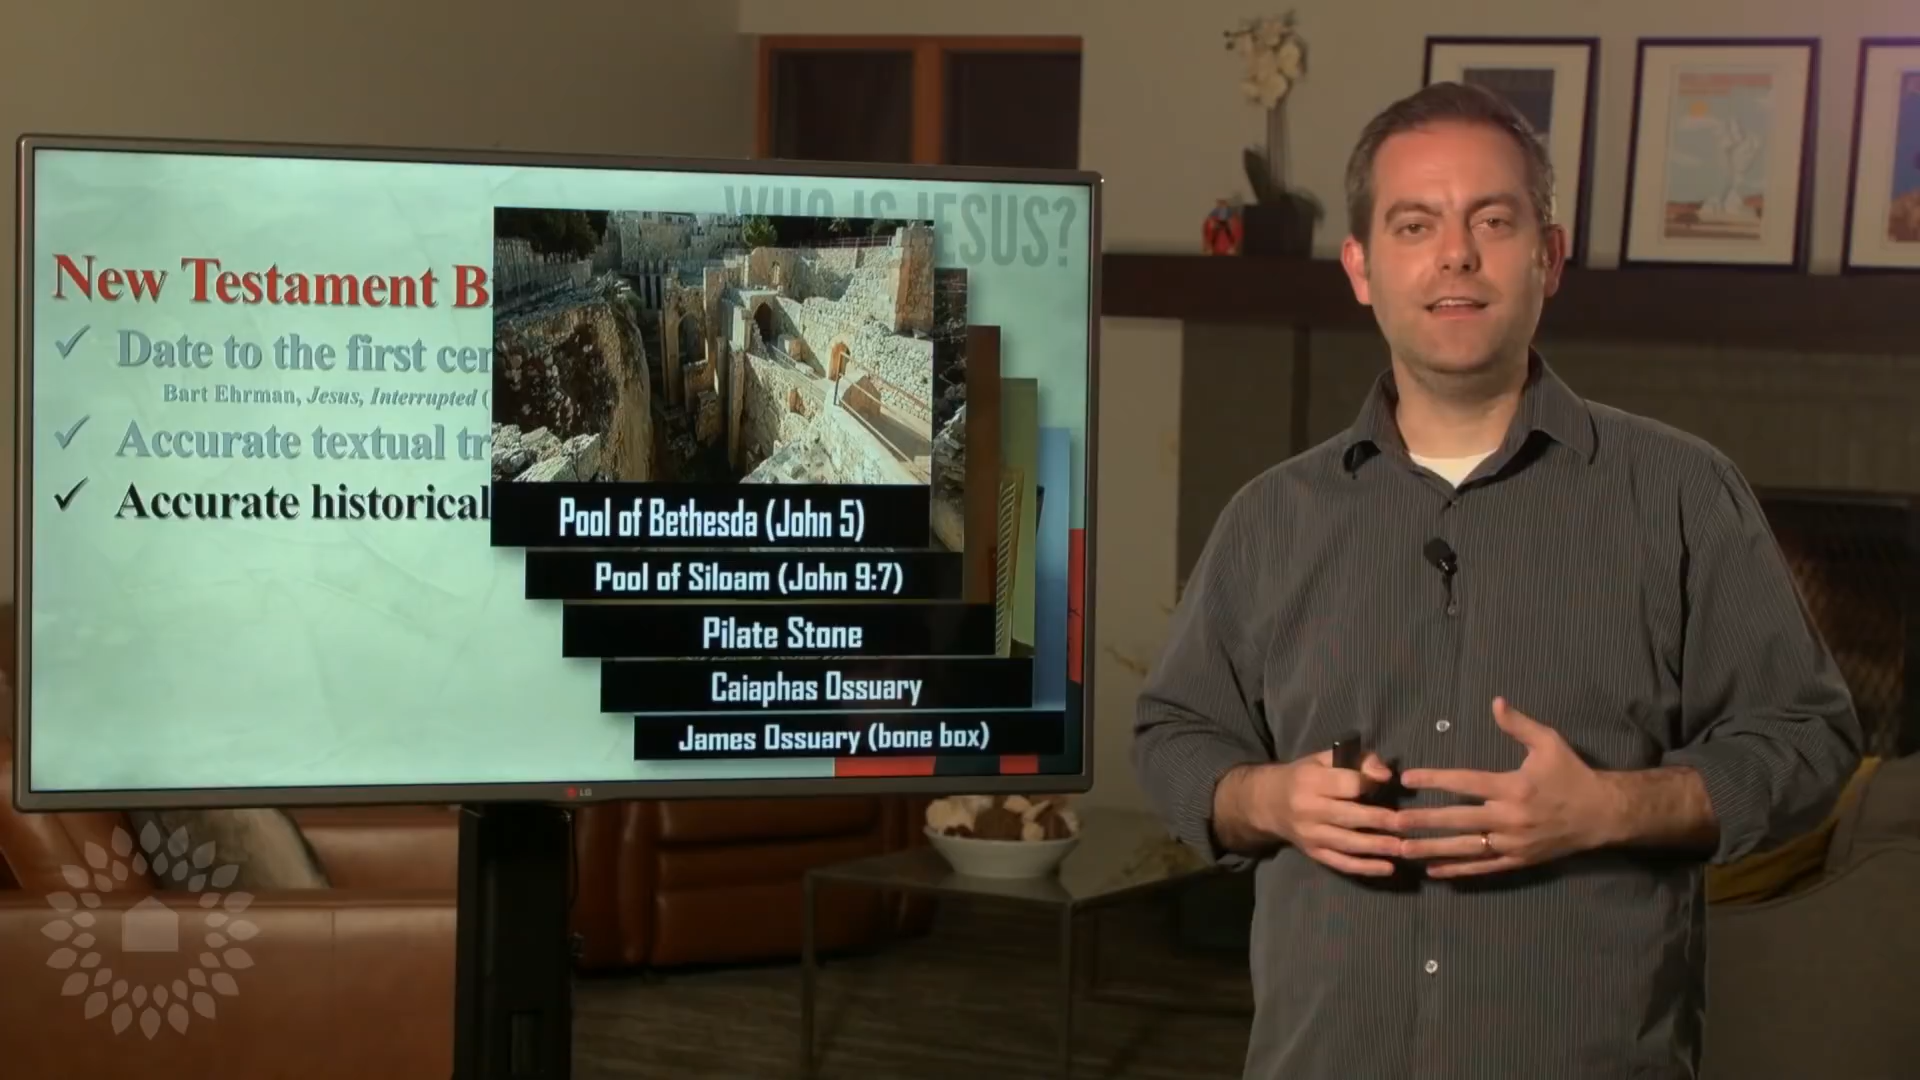 WHO IS JESUS?
New Testament B
Date to the first cen
Bart Ehrman, Jesus, Interrupted (
Accurate textual tr
Accurate historical
Pool of Bethesda (John 5)
Pool of Siloam (John 9:7)
Pilate Stone
Caiaphas Ossuary
James Ossuary (bone box)
LG